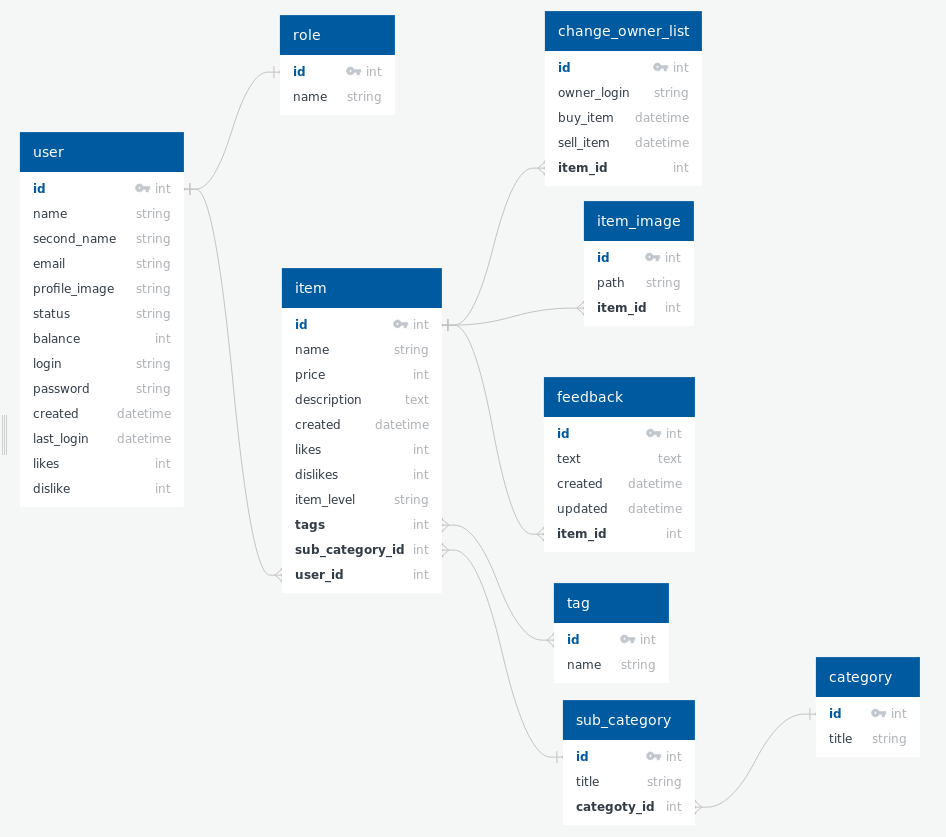 role
id int
name string
user
id int
name string
second_name string
email string
profile_image string
status string
balance int
login string
password string
created datetime
last_login datetime
likes int
dislike int
item
id int
name string
price int
description text
created datetime
likes int
dislikes int
item_level string
tags int
sub_category_id int
user_id int
change_owner_list
id int
owner_login string
buy_item datetime
sell_item datetime
item_id int
item_image
id int
path string
item_id int
feedback
id int
text text
created datetime
updated datetime
item_id int
tag
id int
name string
sub_category
id int
title string
categoty_id int
category
id int
title string